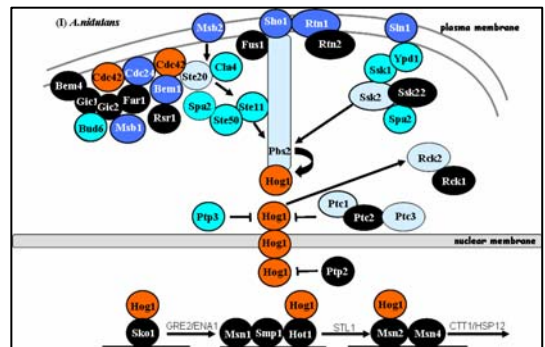 (I) A.nidulans
Msb2
Sho1
Rtn1
Sln1
plasma membrane
Fus1
Rtn2
Cdc42
Cdc24
Cdc42
Ste20
Cla4
Ssk1
Ypd1
Bem4
Gic1
Gic2
Far1
Bem1
Rsr1
Spa2
Ste50
Ste11
Ssk2
Ssk22
Spa2
Bud6
Msb1
Pbs2
Hog1
Rck2
Rck1
Ptp3
Hog1
Ptc1
Ptc2
Ptc3
Hog1
nuclear membrane
Hog1
Ptp2
Hog1
Hog1
Hog1
Sko1
GRE2/ENA1
Msn1
Smp1
Hot1
STL1
Msn2
Msn4
CTT1/HSP12